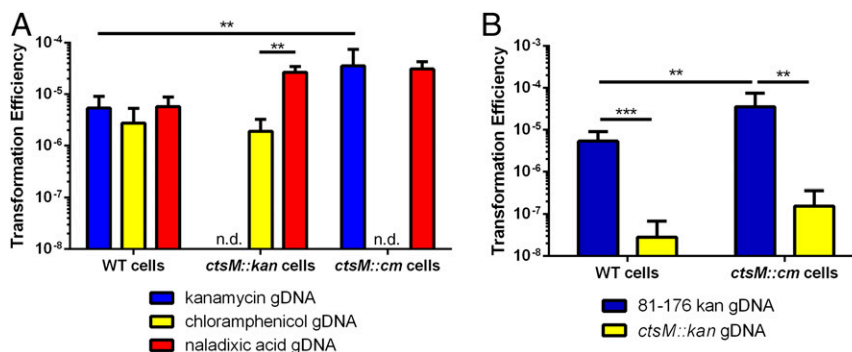 A
Transformation Efficiency
10-4
10-5
10-6
10-7
10-8
**
**
n.d.
n.d.
WT cells
ctsM::kan cells
ctsM::cm cells
kanamycin gDNA
chloramphenicol gDNA
naladixic acid gDNA
B
Transformation Efficiency
10-3
10-4
10-5
10-6
10-7
10-8
**
**
***
WT cells
ctsM::cm cells
81-176 kan gDNA
ctsM::kan gDNA